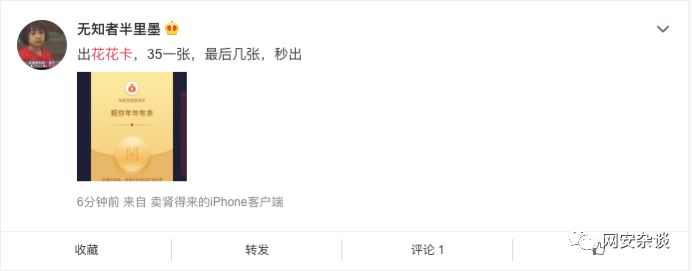 无知者半里墨
出花花卡，35一张，最后几张，秒出
祝你年年有余
開
6分钟前 来自 卖肾得来的iPhone客户端
收藏
转发
评论 1
网安杂谈